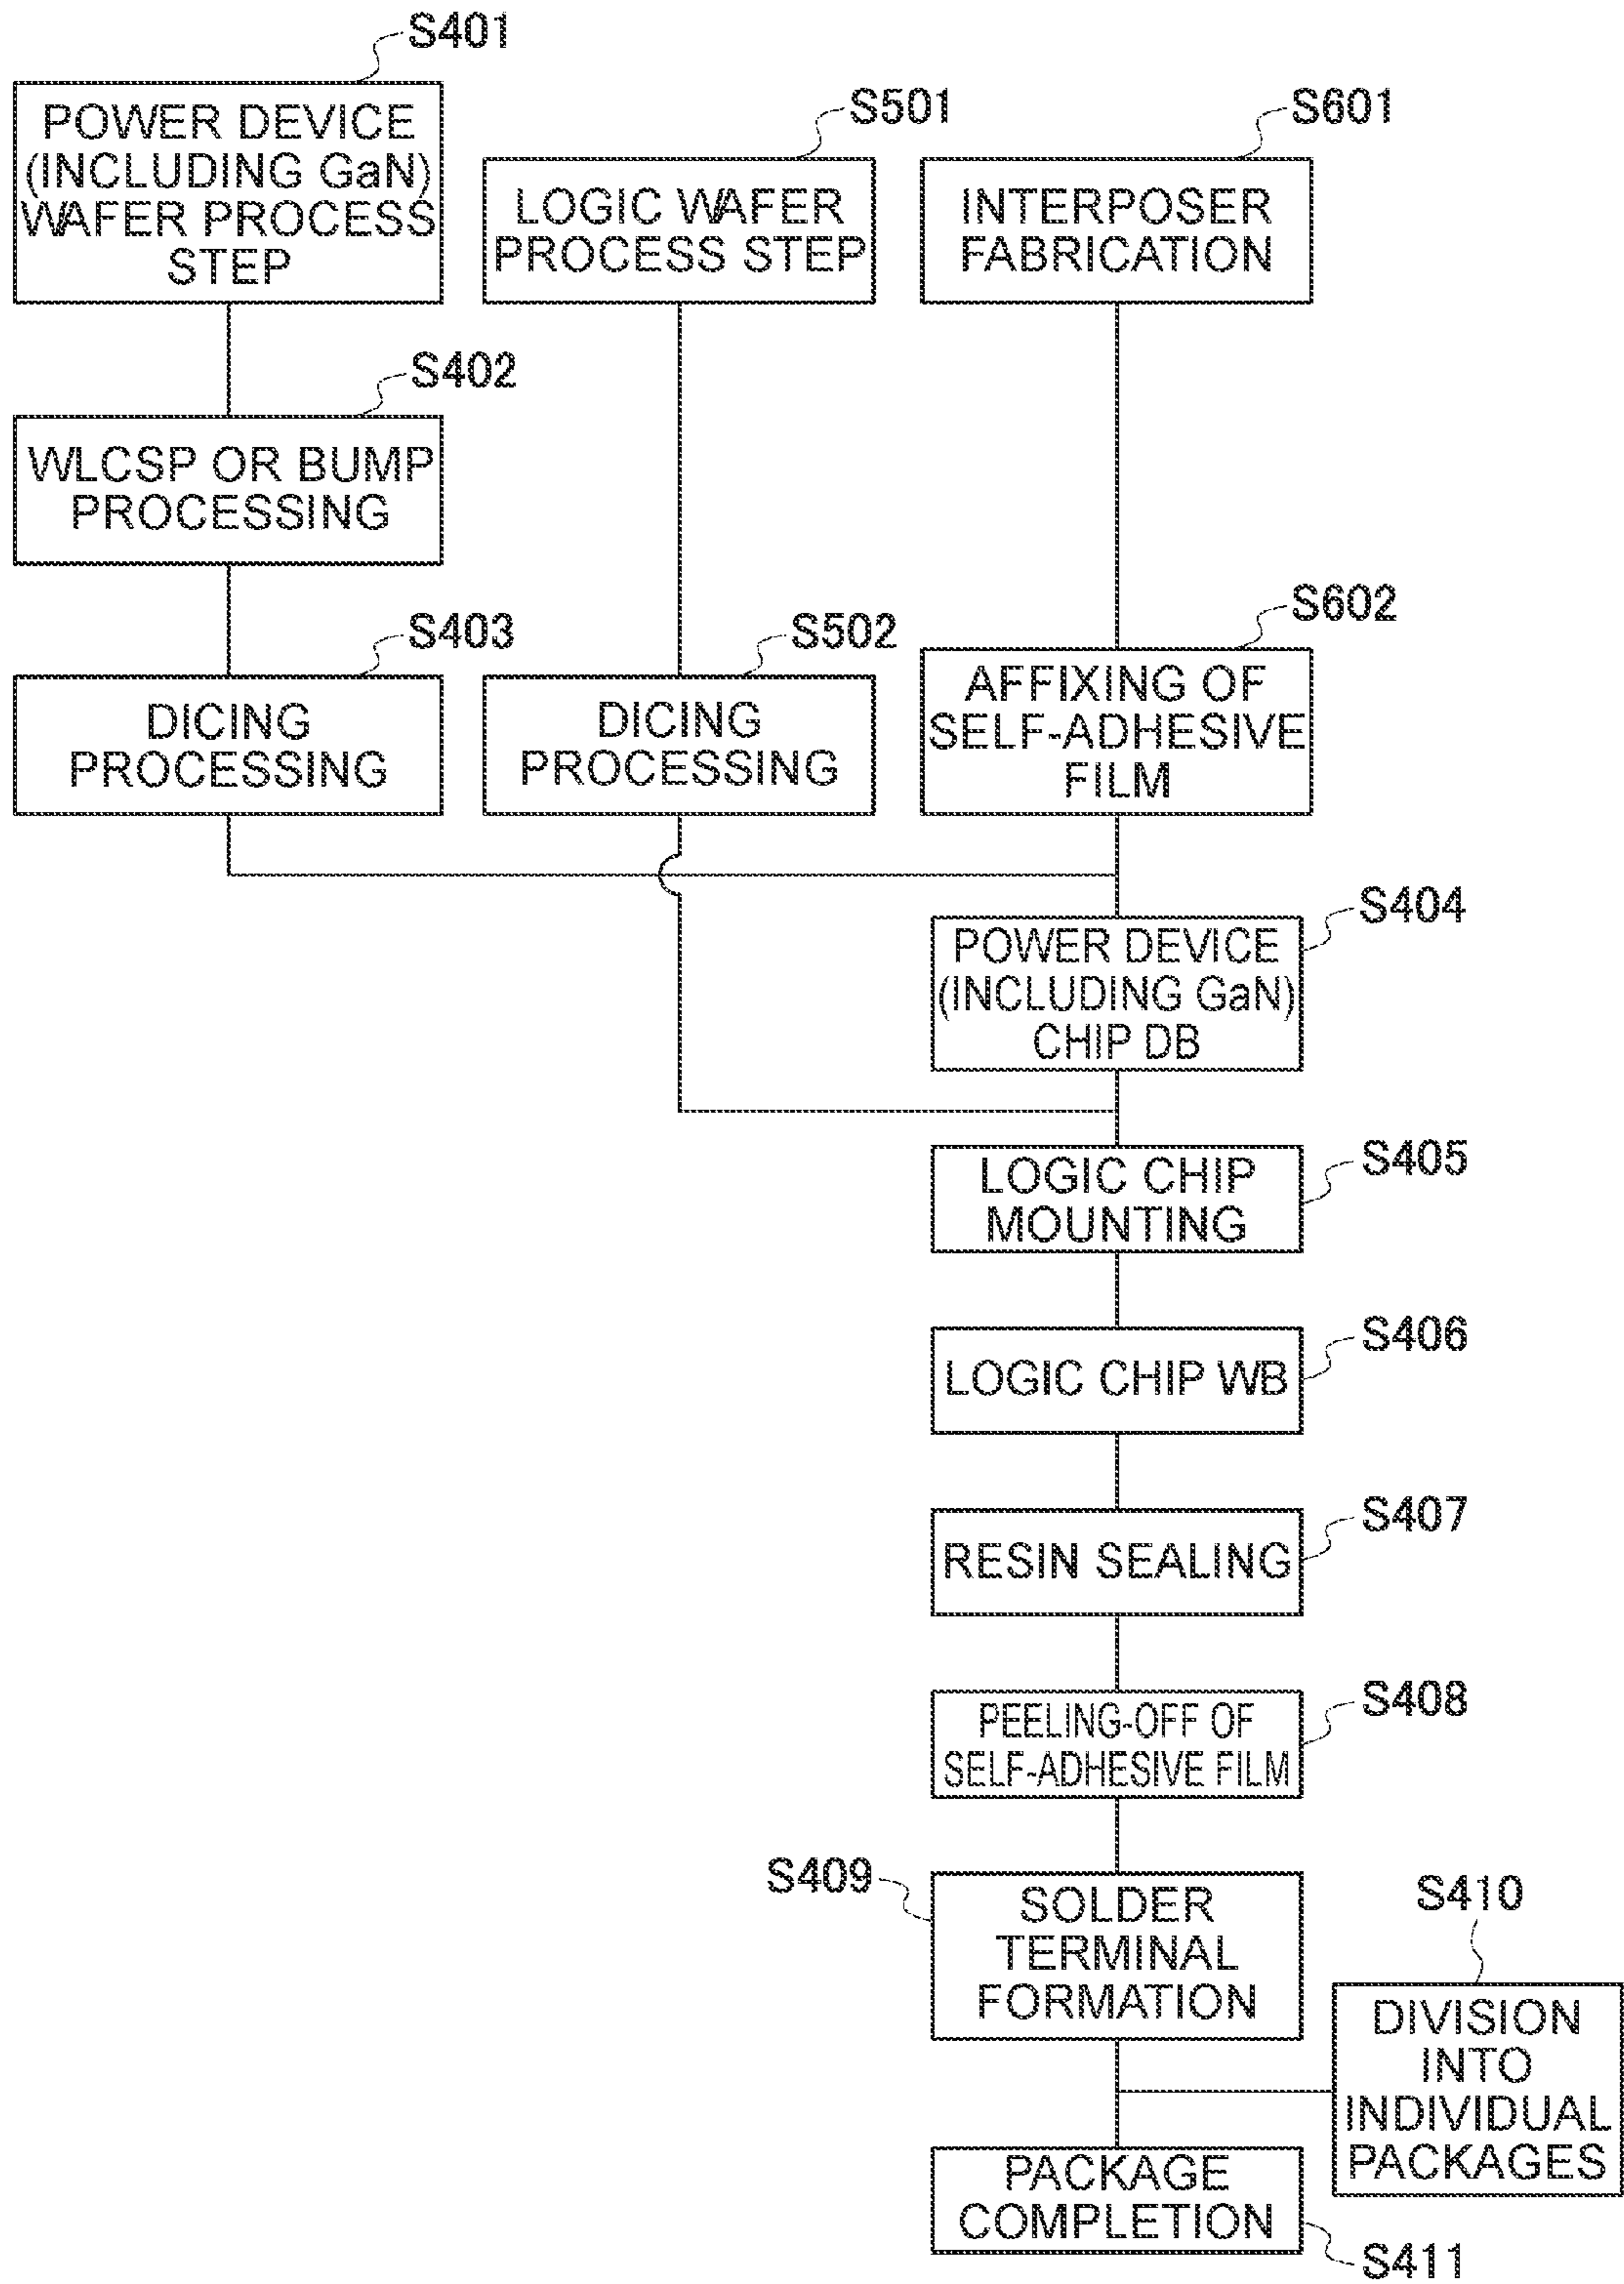 S401
POWER DEVICE
(INCLUDING GaN)
WAFER PROCESS
STEP
S501
LOGIC WAFER
PROCESS STEP
S601
INTERPOSER
FABRICATION
S402
WLCSP OR BUMP
PROCESSING
S403
DICING
PROCESSING
S502
DICING
PROCESSING
S602
AFFIXING OF
SELF-ADHESIVE
FILM
S404
POWER DEVICE
(INCLUDING GaN)
CHIP DB
S405
LOGIC CHIP
MOUNTING
S406
LOGIC CHIP WB
S407
RESIN SEALING
S408
PEELING-OFF OF
SELF-ADHESIVE FILM
S409
SOLDER
TERMINAL
FORMATION
S410
DIVISION
INTO
INDIVIDUAL
PACKAGES
PACKAGE
COMPLETION
S411